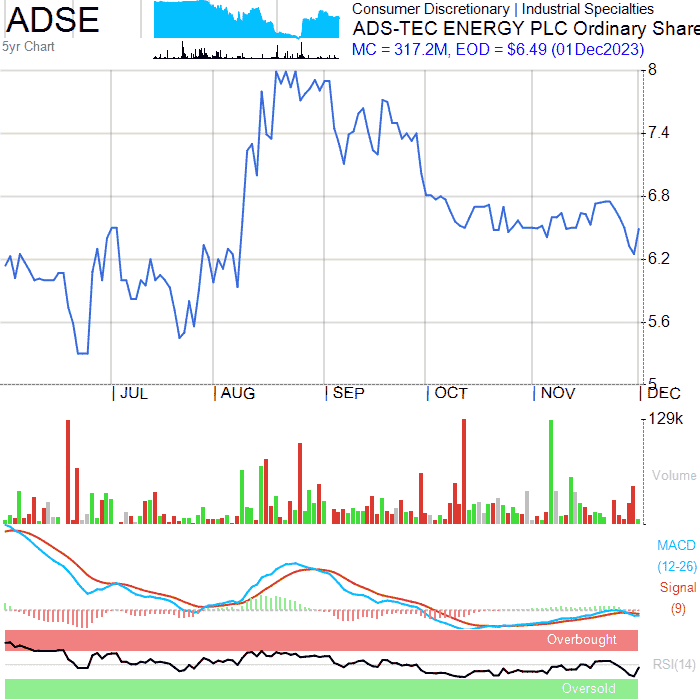 ADSE
5yr Chart
Consumer Discretionary | Industrial Specialties
ADS-TEC ENERGY PLC Ordinary Share
MC = 317.2M, EOD = $6.49 (01Dec2023)
8
7.4
6.8
6.2
5.6
5
JUL
AUG
SEP
OCT
NOV
DEC
129k
Volume
MACD
(12-26)
Signal
(9)
Overbought
RSI(14)
Oversold